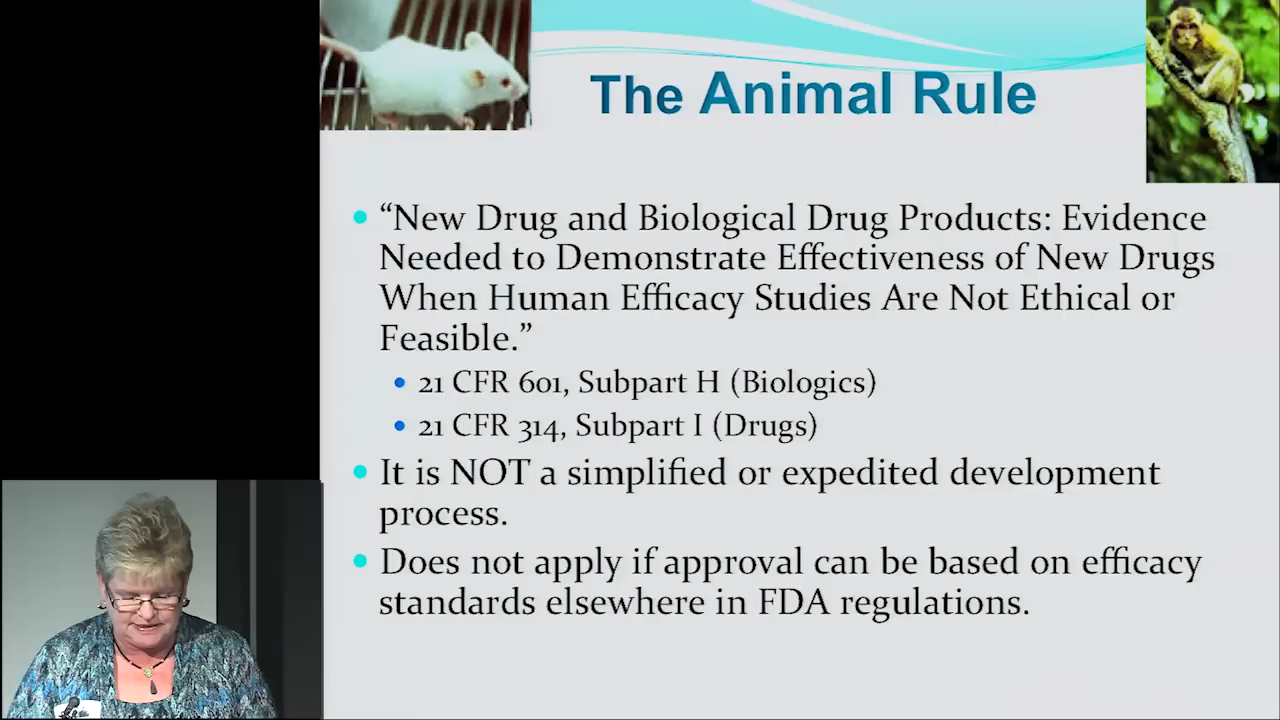 The Animal Rule
• “New Drug and Biological Drug Products: Evidence
Needed to Demonstrate Effectiveness of New Drugs
When Human Efficacy Studies Are Not Ethical or
Feasible.”
• 21 CFR 601, Subpart H (Biologics)
• 21 CFR 314, Subpart I (Drugs)
• It is NOT a simplified or expedited development
process.
• Does not apply if approval can be based on efficacy
standards elsewhere in FDA regulations.